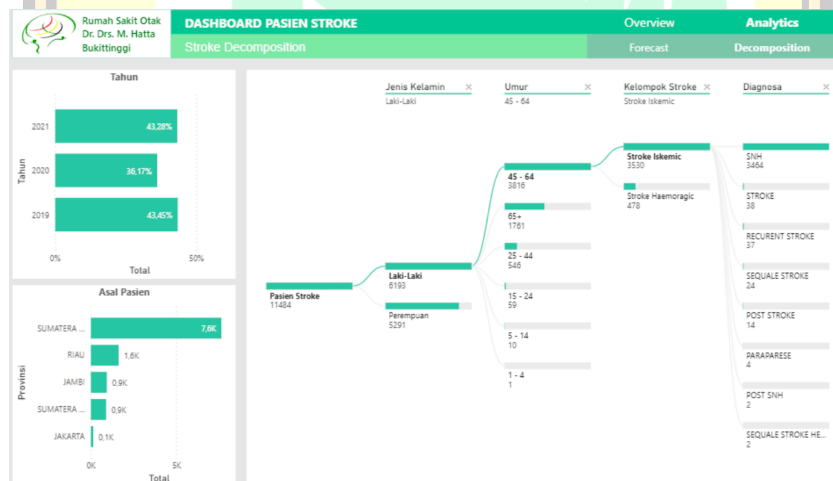 Rumah Sakit Otak
Dr. Drs. M. Hatta
Bukittinggi
DASHBOARD PASIEN STROKE
Overview
Analytics
Stroke Decomposition
Forecast
Decomposition
Tahun
2021
43,28%
2020
36,17%
2019
43,45%
Tahun
0%
50%
Total
Asal Pasien
SUMATERA ...
7,6K
RIAU
1,6K
JAMBI
0,9K
SUMATERA ...
0,9K
JAKARTA
0,1K
Provinsi
0K
5K
Total
Jenis Kelamin ×
Laki-Laki
Umur ×
45 - 64
Kelompok Stroke ×
Stroke Iskemic
Diagnosa ×
Pasien Stroke
11484
Laki-Laki
6193
Perempuan
5291
45 - 64
3816
65+
1761
25 - 44
546
15 - 24
59
5 - 14
10
1 - 4
1
Stroke Iskemic
3530
Stroke Haemoragic
478
SNH
3464
STROKE
38
RECURENT STROKE
37
SEQUALE STROKE
24
POST STROKE
14
PARAPARESE
4
POST SNH
2
SEQUALE STROKE HE...
2